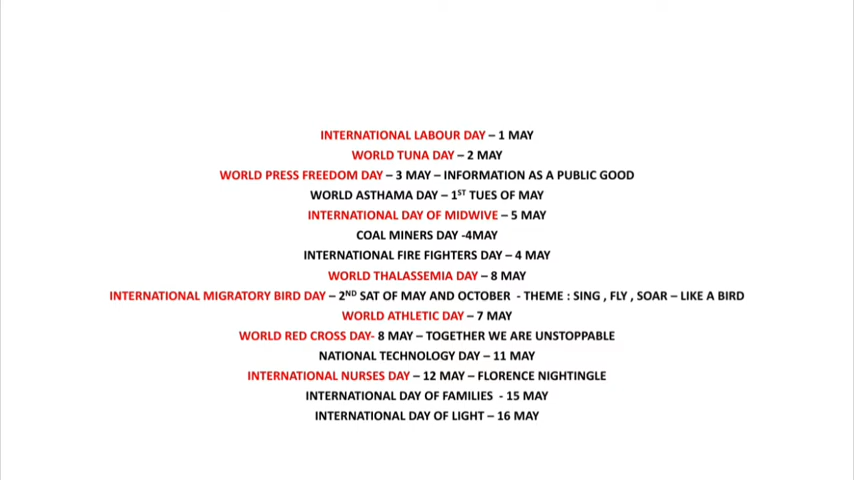 INTERNATIONAL LABOUR DAY – 1 MAY
WORLD TUNA DAY – 2 MAY
WORLD PRESS FREEDOM DAY – 3 MAY – INFORMATION AS A PUBLIC GOOD
WORLD ASTHAMA DAY – 1ST TUES OF MAY
INTERNATIONAL DAY OF MIDWIVE – 5 MAY
COAL MINERS DAY -4MAY
INTERNATIONAL FIRE FIGHTERS DAY – 4 MAY
WORLD THALASSEMIA DAY – 8 MAY
INTERNATIONAL MIGRATORY BIRD DAY – 2ND SAT OF MAY AND OCTOBER - THEME : SING , FLY , SOAR – LIKE A BIRD
WORLD ATHLETIC DAY – 7 MAY
WORLD RED CROSS DAY- 8 MAY – TOGETHER WE ARE UNSTOPPABLE
NATIONAL TECHNOLOGY DAY – 11 MAY
INTERNATIONAL NURSES DAY – 12 MAY – FLORENCE NIGHTINGLE
INTERNATIONAL DAY OF FAMILIES - 15 MAY
INTERNATIONAL DAY OF LIGHT – 16 MAY